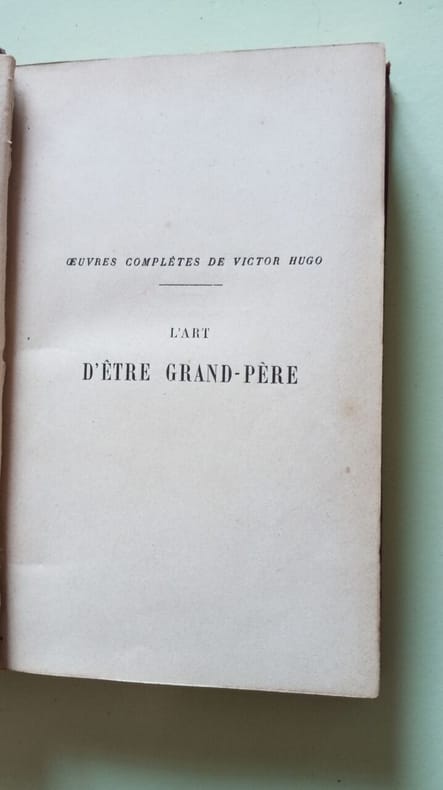 ŒUVRES COMPLÈTES DE VICTOR HUGO
L'ART
D'ÊTRE GRAND-PÈRE